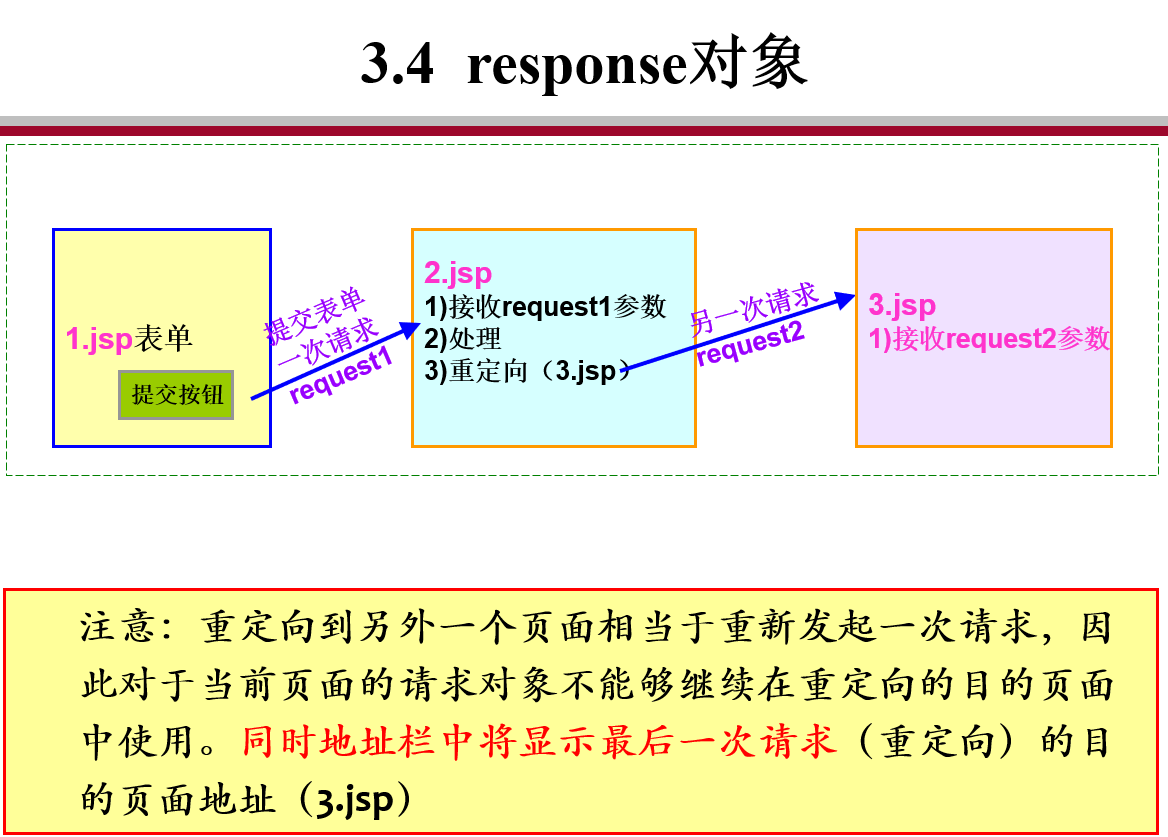 3.4 response对象
1.jsp表单
提交按钮
提交表单
一次请求
request1
2.jsp
1)接收request1参数
2)处理
3)重定向（3.jsp）
另一次请求
request2
3.jsp
1)接收request2参数
注意：重定向到另外一个页面相当于重新发起一次请求，因
此对于当前页面的请求对象不能够继续在重定向的目的页面
中使用。同时地址栏中将显示最后一次请求（重定向）的目
的页面地址（3.jsp）